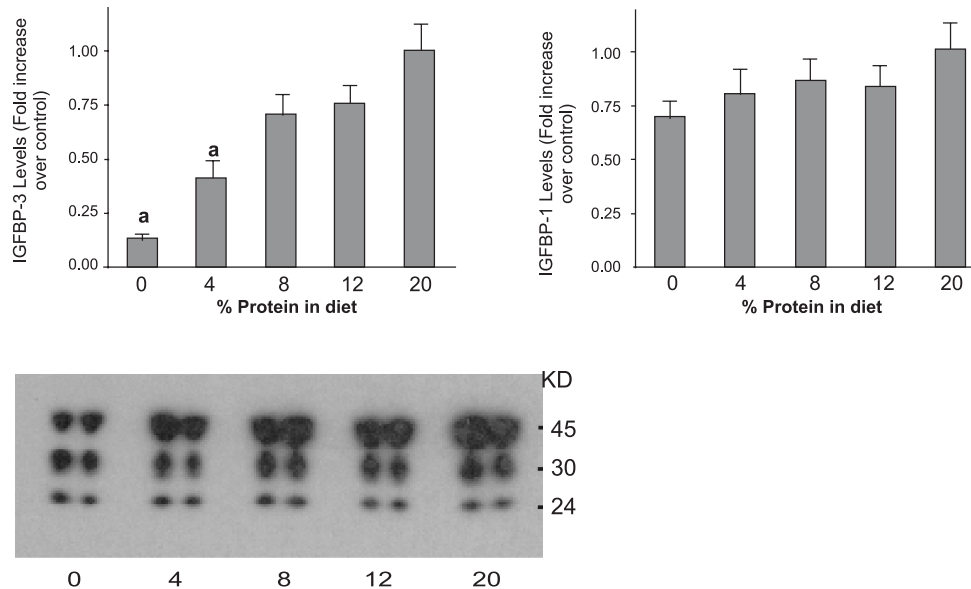 IGFBP-3 Levels (Fold increase
over control)
1.00
0.75
0.50
0.25
0.00
a
a
0 4 8 12 20
% Protein in diet
IGFBP-1 Levels (Fold increase
over control)
1.00
0.75
0.50
0.25
0.00
0 4 8 12 20
% Protein in diet
KD
45
30
24
0 4 8 12 20